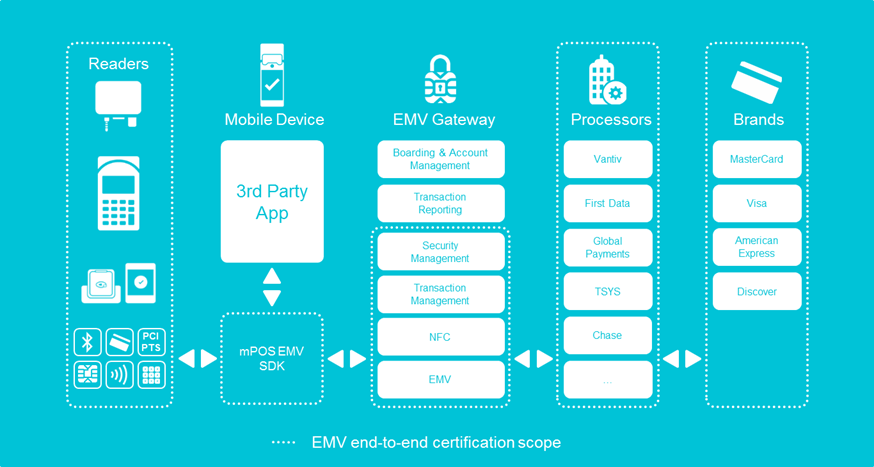 Readers
PCI
PTS
Mobile Device
3rd Party
App
mPOS EMV
SDK
EMV Gateway
Boarding & Account
Management
Transaction
Reporting
Security
Management
Transaction
Management
NFC
EMV
Processors
Vantiv
First Data
Global
Payments
TSYS
Chase
...
Brands
MasterCard
Visa
American
Express
Discover
EMV end-to-end certification scope